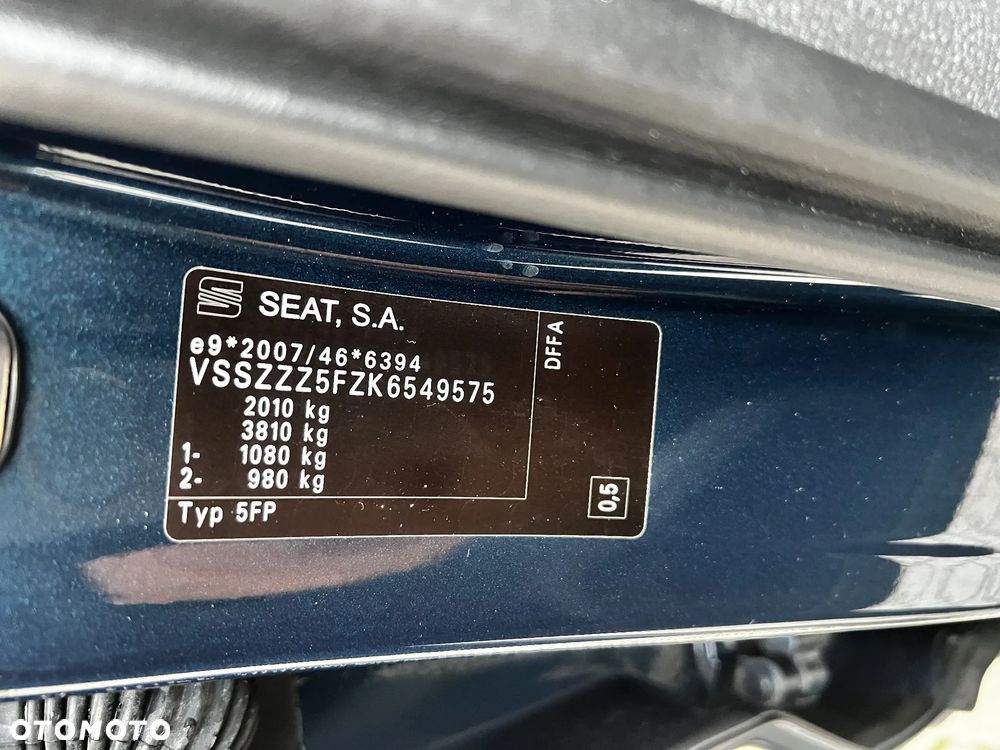 SEAT, S.A.
e9*2007/46*6394
VSSZZZ5FZK6549575
2010 kg
3810 kg
1- 1080 kg
2- 980 kg
Typ 5FP
DFFA
0,5
OTOMOTO